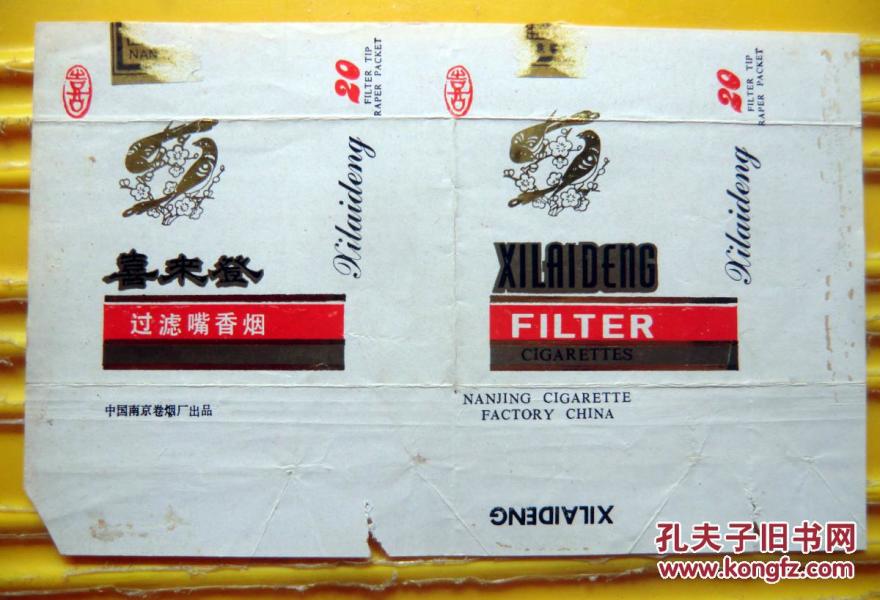 NAN
20
FILTER TIP
RAPER PACKET
Xilaideng
喜来登
过滤嘴香烟
中国南京卷烟厂出品
20
FILTER TIP
RAPER PACKET
Xilaideng
XILAIDENG
FILTER
CIGARETTES
NANJING CIGARETTE
FACTORY CHINA
XILAIDENG
孔夫子旧书网
www.kongfz.com